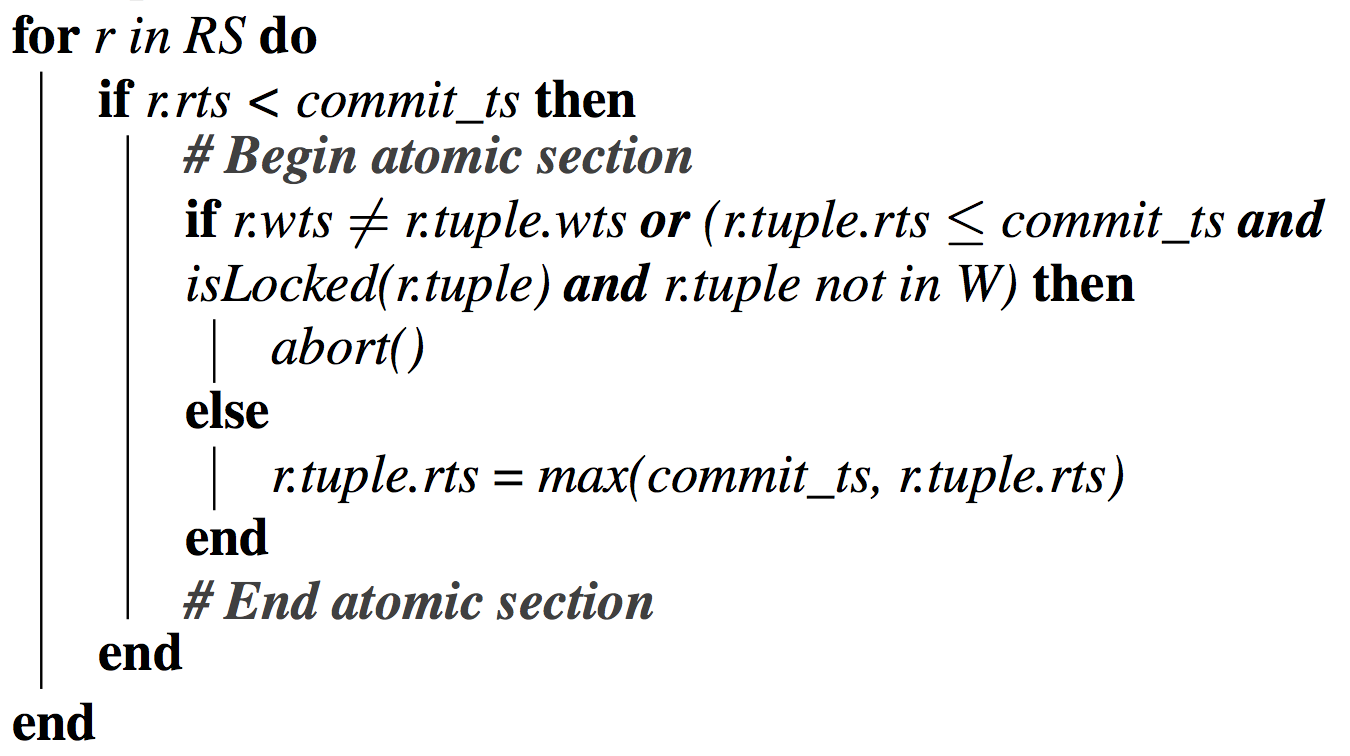 for r in RS do
if r.rts < commit_ts then
# Begin atomic section
if r.wts ≠ r.tuple.wts or (r.tuple.rts ≤ commit_ts and
isLocked(r.tuple) and r.tuple not in W) then
abort()
else
r.tuple.rts = max(commit_ts, r.tuple.rts)
end
# End atomic section
end
end